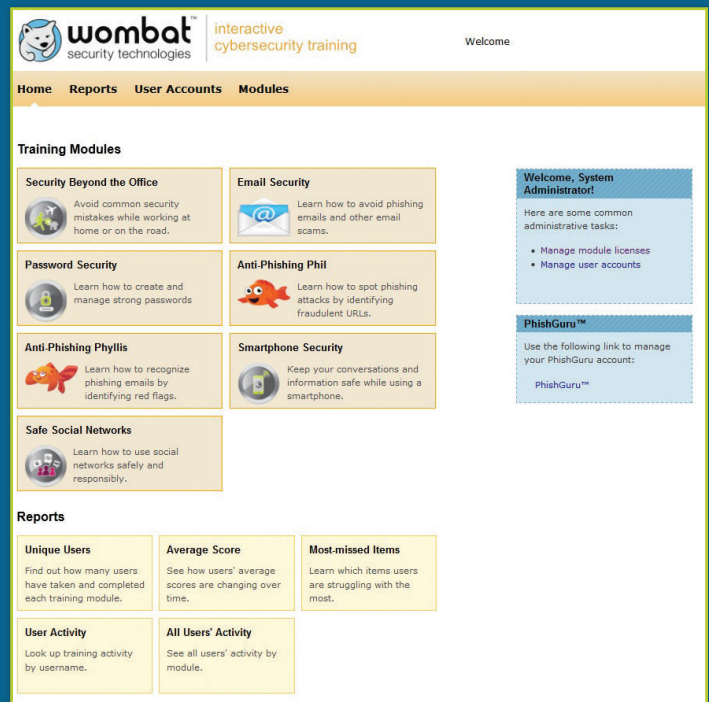 wombat™
security technologies
interactive
cybersecurity training
Welcome
Home Reports User Accounts Modules
Training Modules
Security Beyond the Office
Avoid common security
mistakes while working at
home or on the road.
Email Security
Learn how to avoid phishing
emails and other email
scams.
Password Security
Learn how to create and
manage strong passwords
Anti-Phishing Phil
Learn how to spot phishing
attacks by identifying
fraudulent URLs.
Anti-Phishing Phyllis
Learn how to recognize
phishing emails by
identifying red flags.
Smartphone Security
Keep your conversations and
information safe while using a
smartphone.
Safe Social Networks
Learn how to use social
networks safely and
responsibly.
Welcome, System
Administrator!
Here are some common
administrative tasks:
• Manage module licenses
• Manage user accounts
PhishGuru™
Use the following link to manage
your PhishGuru account:
PhishGuru™
Reports
Unique Users
Find out how many users
have taken and completed
each training module.
Average Score
See how users' average
scores are changing over
time.
Most-missed Items
Learn which items users
are struggling with the
most.
User Activity
Look up training activity
by username.
All Users' Activity
See all users' activity by
module.